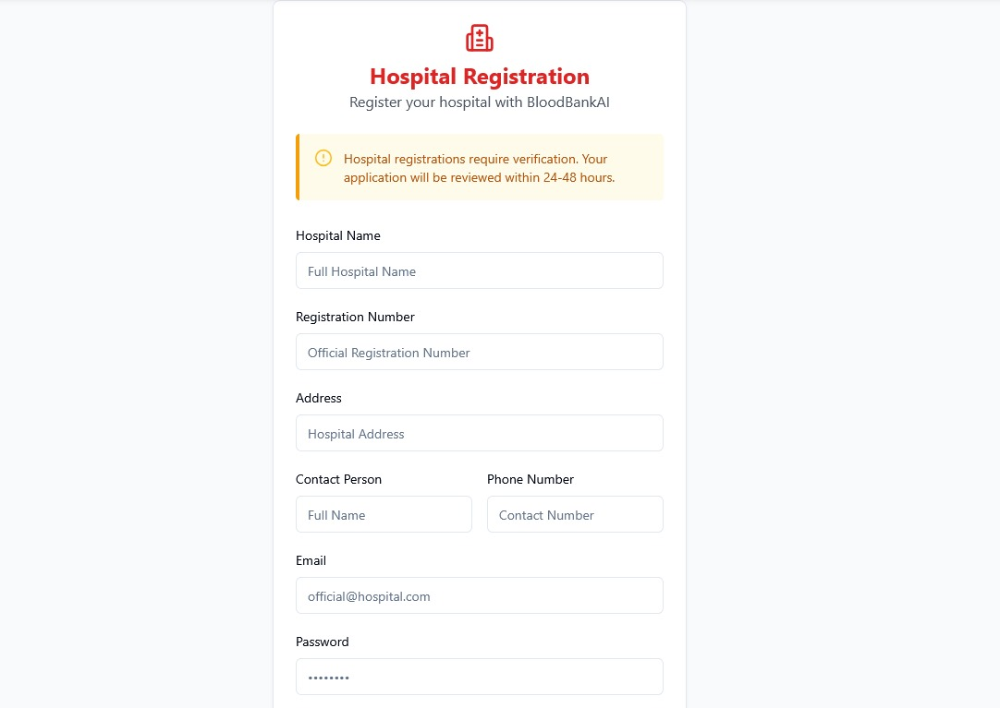 Hospital Registration
Register your hospital with BloodBankAI
Hospital registrations require verification. Your
application will be reviewed within 24-48 hours.
Hospital Name
Full Hospital Name
Registration Number
Official Registration Number
Address
Hospital Address
Contact Person Phone Number
Full Name Contact Number
Email
official@hospital.com
Password
••••••••